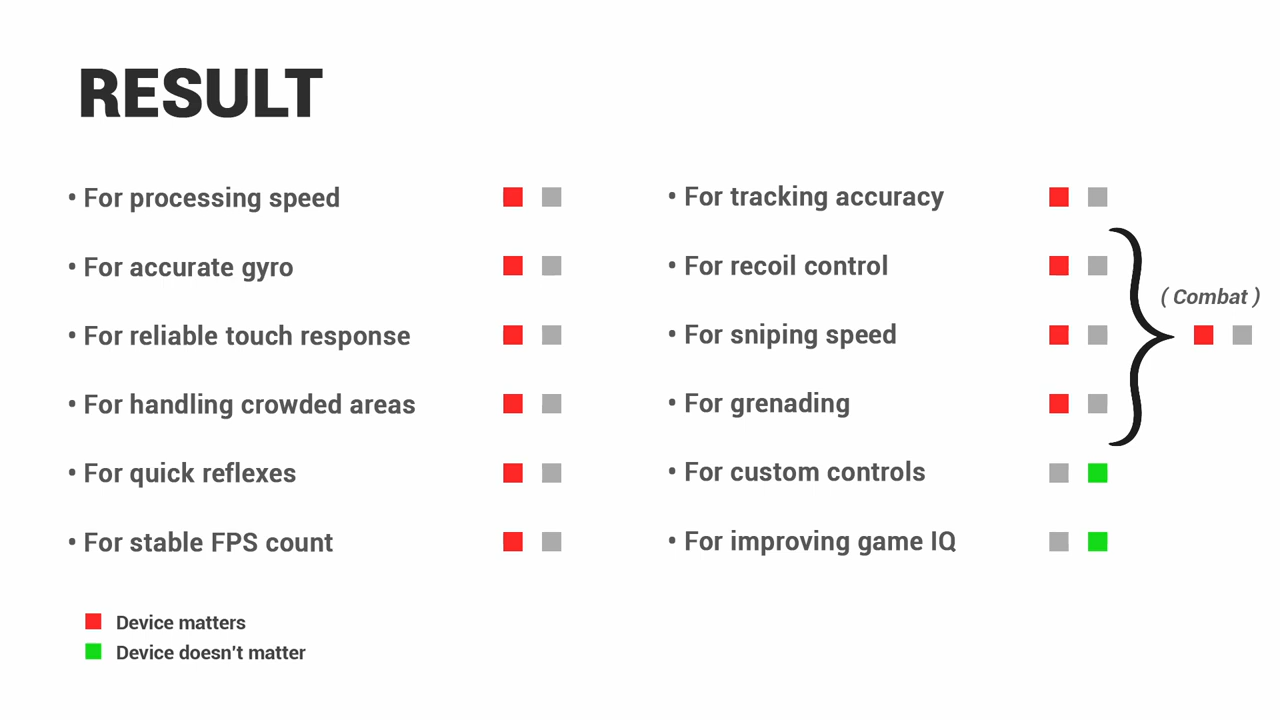 RESULT
• For processing speed
• For accurate gyro
• For reliable touch response
• For handling crowded areas
• For quick reflexes
• For stable FPS count
• For tracking accuracy
• For recoil control
• For sniping speed
• For grenading
• For custom controls
• For improving game IQ
( Combat )
Device matters
Device doesn't matter